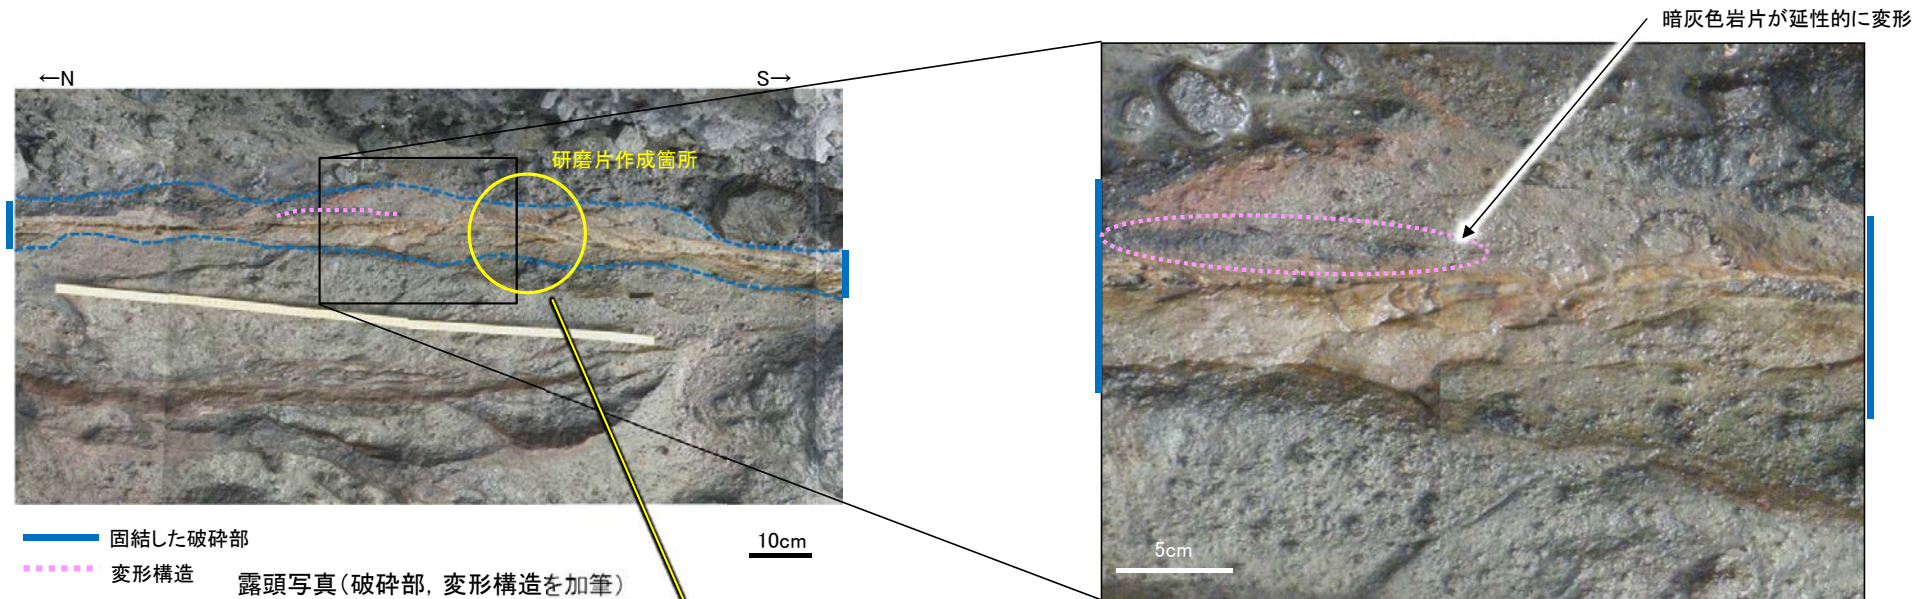 暗灰色岩片が延性的に変形
←N
S→
研磨片作成箇所
固結した破砕部
変形構造
10cm
5cm
露頭写真(破砕部，変形構造を加筆)